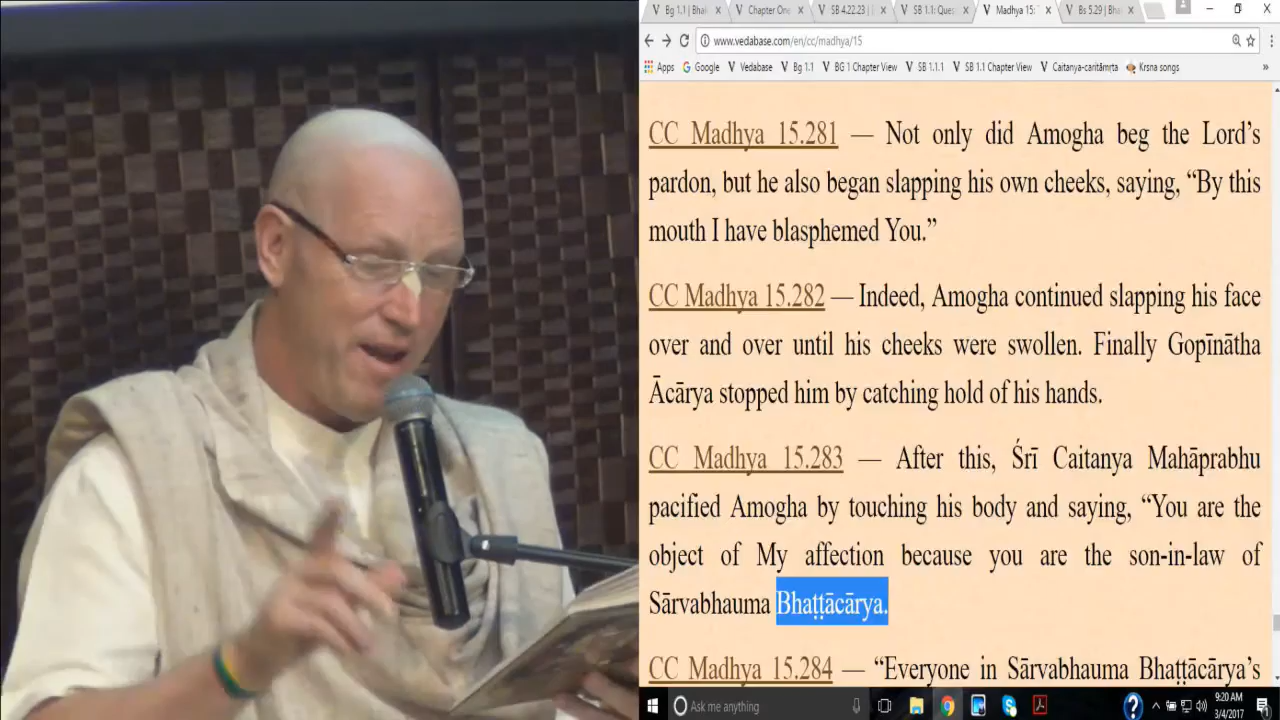 Bg 1.1 | Bhai
Chapter One
SB 4.22.23 |
SB 1.1: Ques
Madhya 15:
Bs 5.29 | Bhai
www.vedabase.com/en/cc/madhya/15
Apps Google Vedabase Bg 1.1 BG 1 Chapter View SB 1.1.1 SB 1.1 Chapter View Caitanya-caritāmṛta Krsna songs »
CC Madhya 15.281 — Not only did Amogha beg the Lord’s
pardon, but he also began slapping his own cheeks, saying, “By this
mouth I have blasphemed You.”
CC Madhya 15.282 — Indeed, Amogha continued slapping his face
over and over until his cheeks were swollen. Finally Gopīnātha
Ācārya stopped him by catching hold of his hands.
CC Madhya 15.283 — After this, Śrī Caitanya Mahāprabhu
pacified Amogha by touching his body and saying, “You are the
object of My affection because you are the son-in-law of
Sārvabhauma Bhaṭṭācārya.
CC Madhya 15.284 — “Everyone in Sārvabhauma Bhaṭṭācārya’s
Ask me anything
9:20 AM
3/4/2017